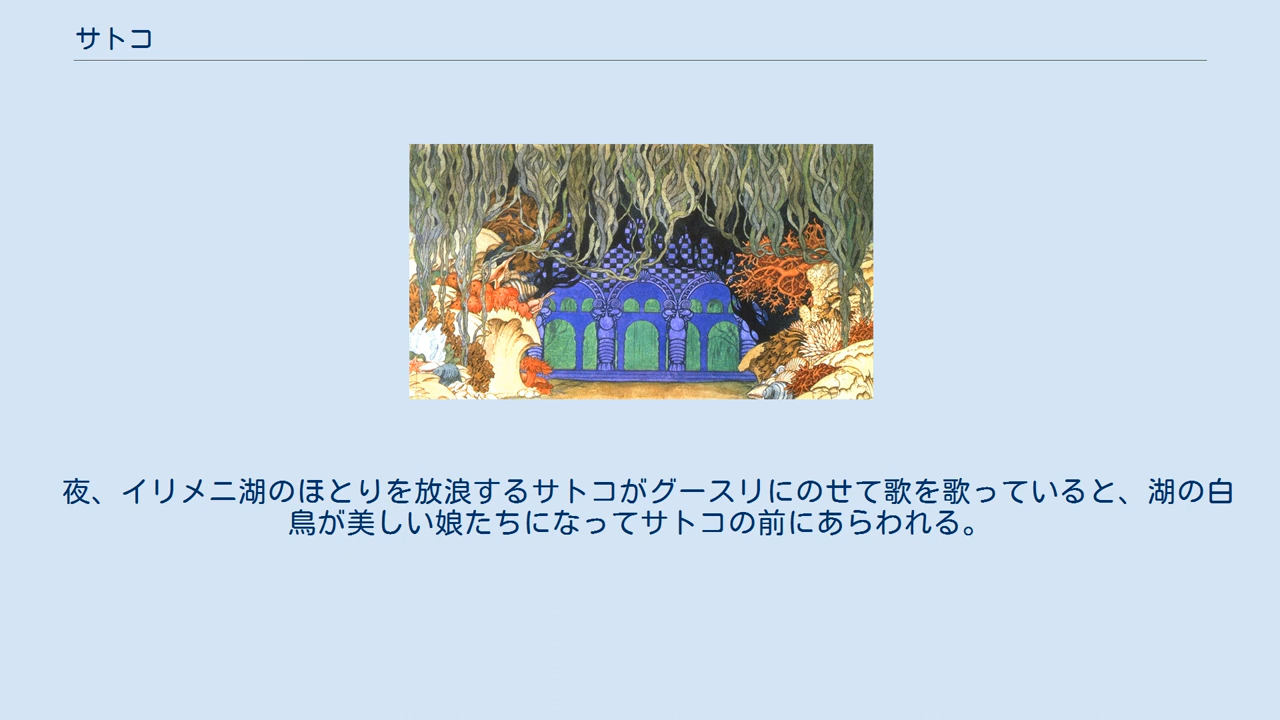 サトコ
夜、イリメニ湖のほとりを放浪するサトコがグースリにのせて歌を歌っていると、湖の白
鳥が美しい娘たちになってサトコの前にあらわれる。